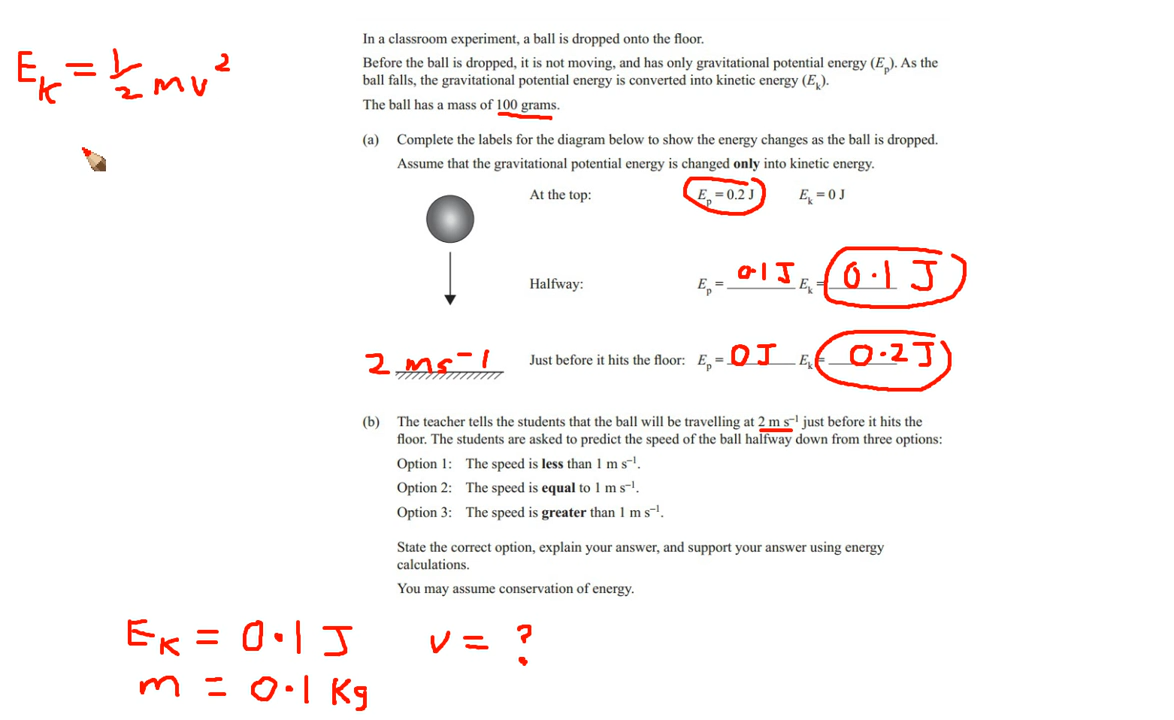 E_K = 1/2 mv²
In a classroom experiment, a ball is dropped onto the floor.
Before the ball is dropped, it is not moving, and has only gravitational potential energy (E_p). As the
ball falls, the gravitational potential energy is converted into kinetic energy (E_k).
The ball has a mass of 100 grams.
(a) Complete the labels for the diagram below to show the energy changes as the ball is dropped.
Assume that the gravitational potential energy is changed only into kinetic energy.
At the top: E_p = 0.2 J E_k = 0 J
Halfway: E_p = 0.1 J E_k = 0.1 J
2 ms⁻¹ Just before it hits the floor: E_p = 0 J E_k = 0.2 J
(b) The teacher tells the students that the ball will be travelling at 2 m s⁻¹ just before it hits the
floor. The students are asked to predict the speed of the ball halfway down from three options:
Option 1: The speed is less than 1 m s⁻¹.
Option 2: The speed is equal to 1 m s⁻¹.
Option 3: The speed is greater than 1 m s⁻¹.
State the correct option, explain your answer, and support your answer using energy
calculations.
You may assume conservation of energy.
E_K = 0.1 J v = ?
m = 0.1 Kg